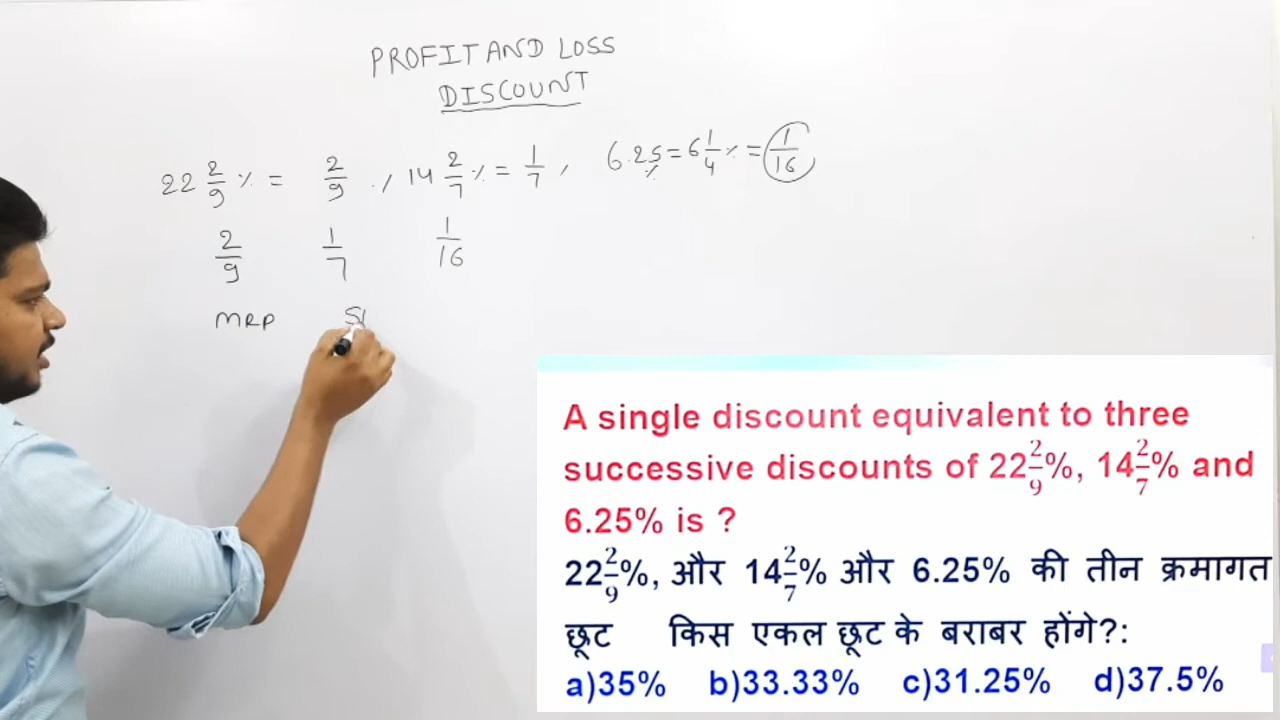 PROFIT AND LOSS
DISCOUNT
22 2/9 % = 2/9 , 14 2/7 % = 1/7 , 6.25 % = 6 1/4 % = 1/16
2/9 1/7 1/16
MRP
A single discount equivalent to three
successive discounts of 22 2/9%, 14 2/7% and
6.25% is ?
22 2/9%, और 14 2/7% और 6.25% की तीन क्रमागत
छूट किस एकल छूट के बराबर होंगे?:
a)35% b)33.33% c)31.25% d)37.5%